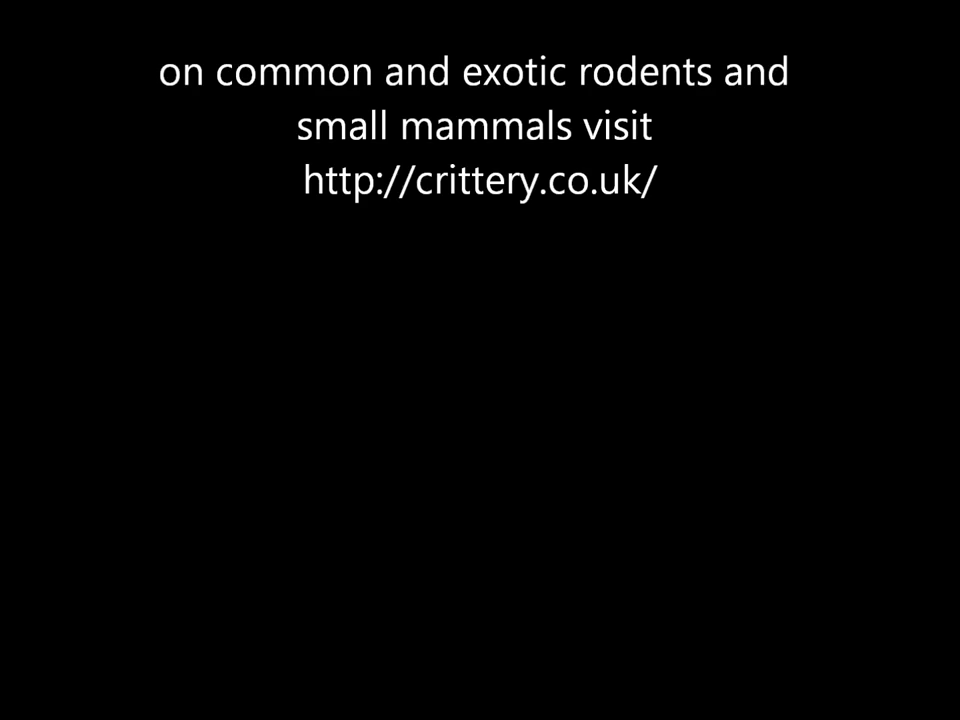 on common and exotic rodents and
small mammals visit
http://crittery.co.uk/